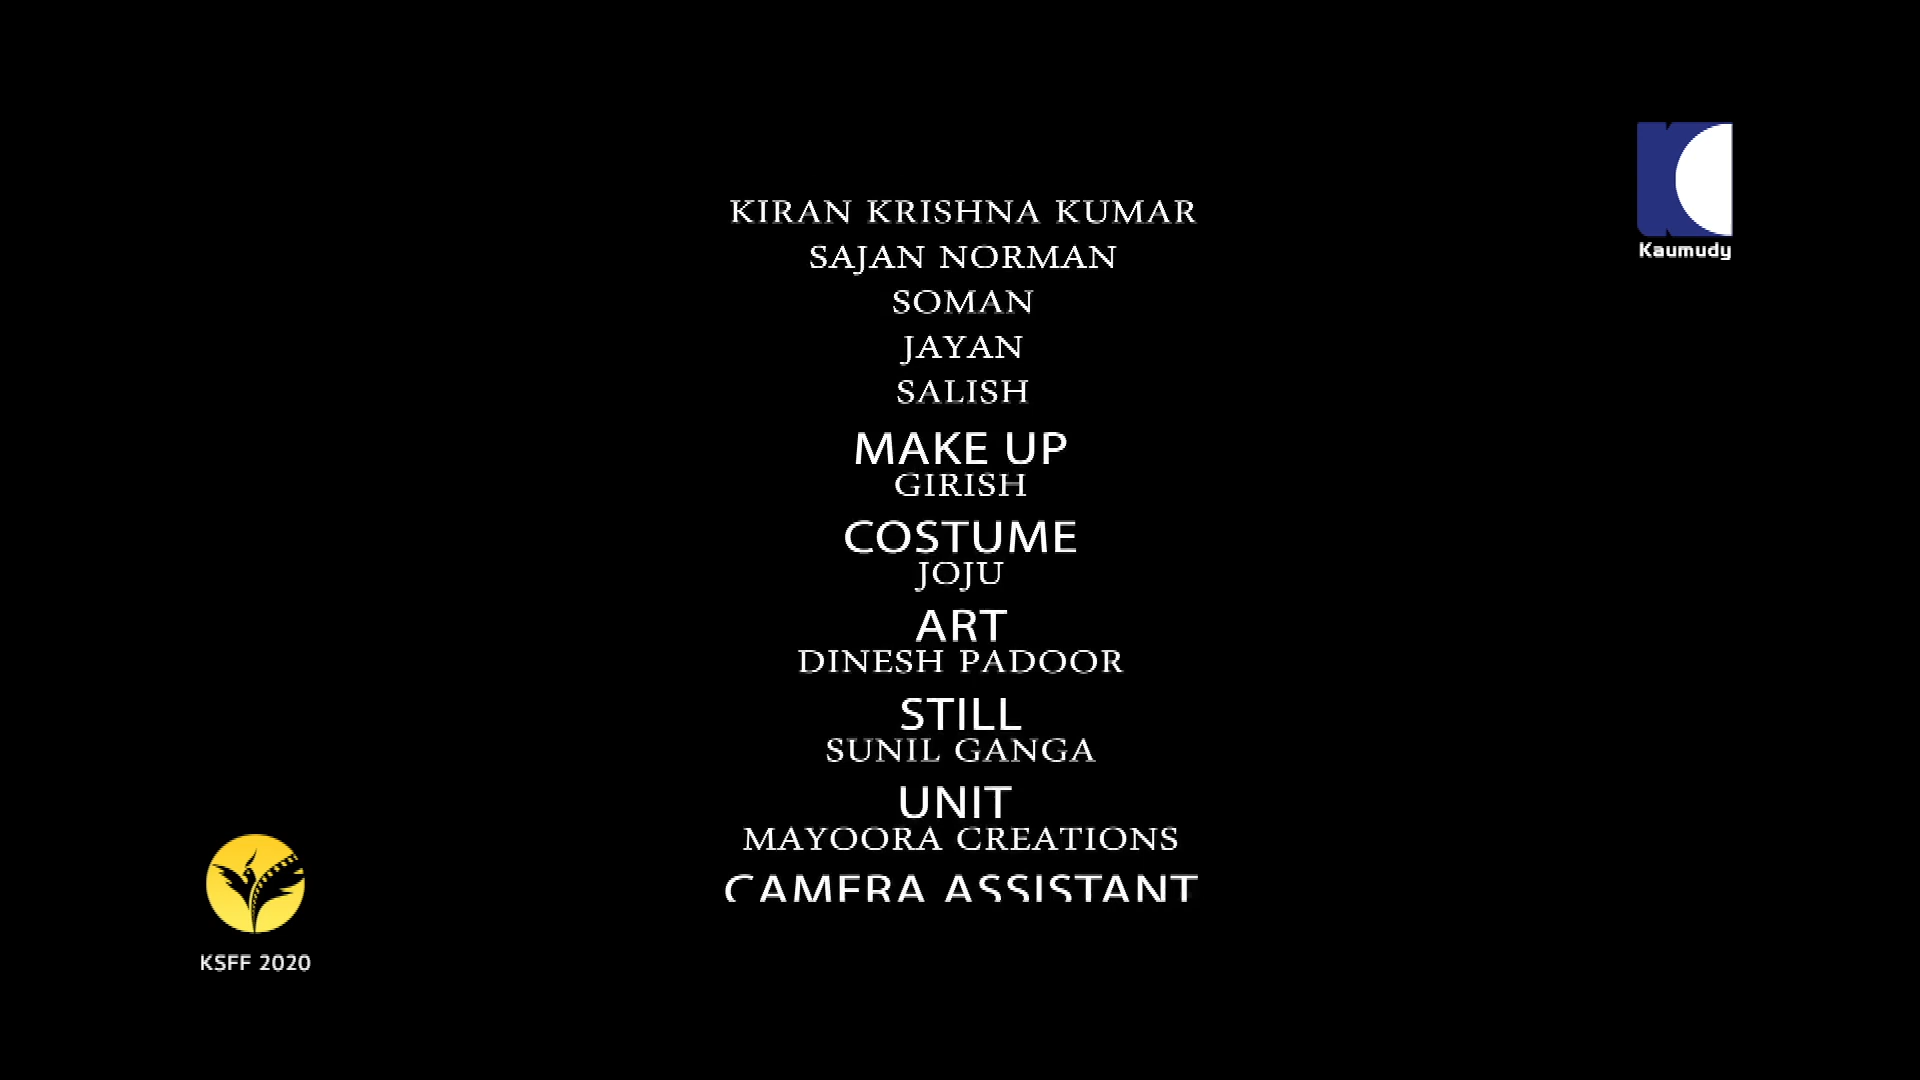 KIRAN KRISHNA KUMAR
SAJAN NORMAN
SOMAN
JAYAN
SALISH
MAKE UP
GIRISH
COSTUME
JOJU
ART
DINESH PADOOR
STILL
SUNIL GANGA
UNIT
MAYOORA CREATIONS
CAMERA ASSISTANT
Kaumudy
KSFF 2020